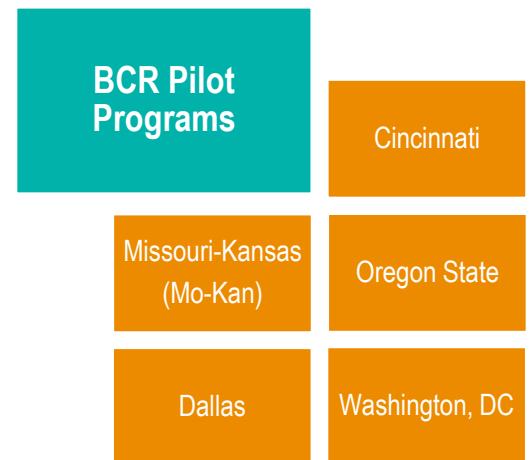 BCR Pilot
Programs
Cincinnati
Missouri-Kansas
(Mo-Kan)
Oregon State
Dallas
Washington, DC